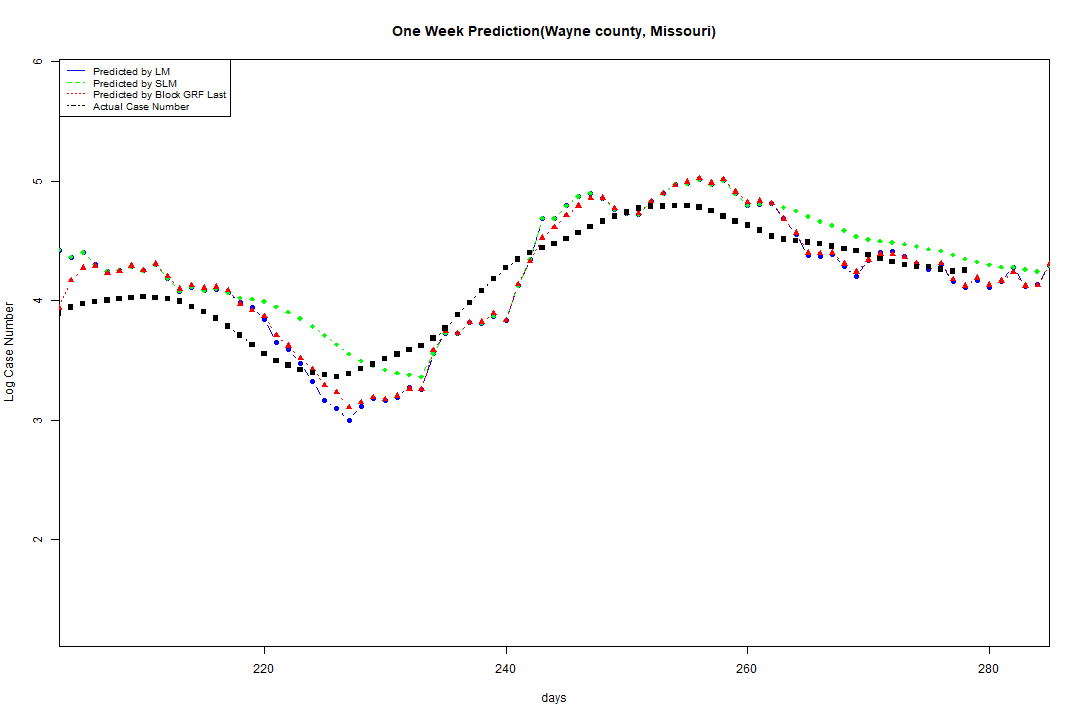 One Week Prediction(Wayne county, Missouri)
Predicted by LM
Predicted by SLM
Predicted by Block GRF Last
Actual Case Number
6
5
4
3
2
Log Case Number
220 240 260 280
days